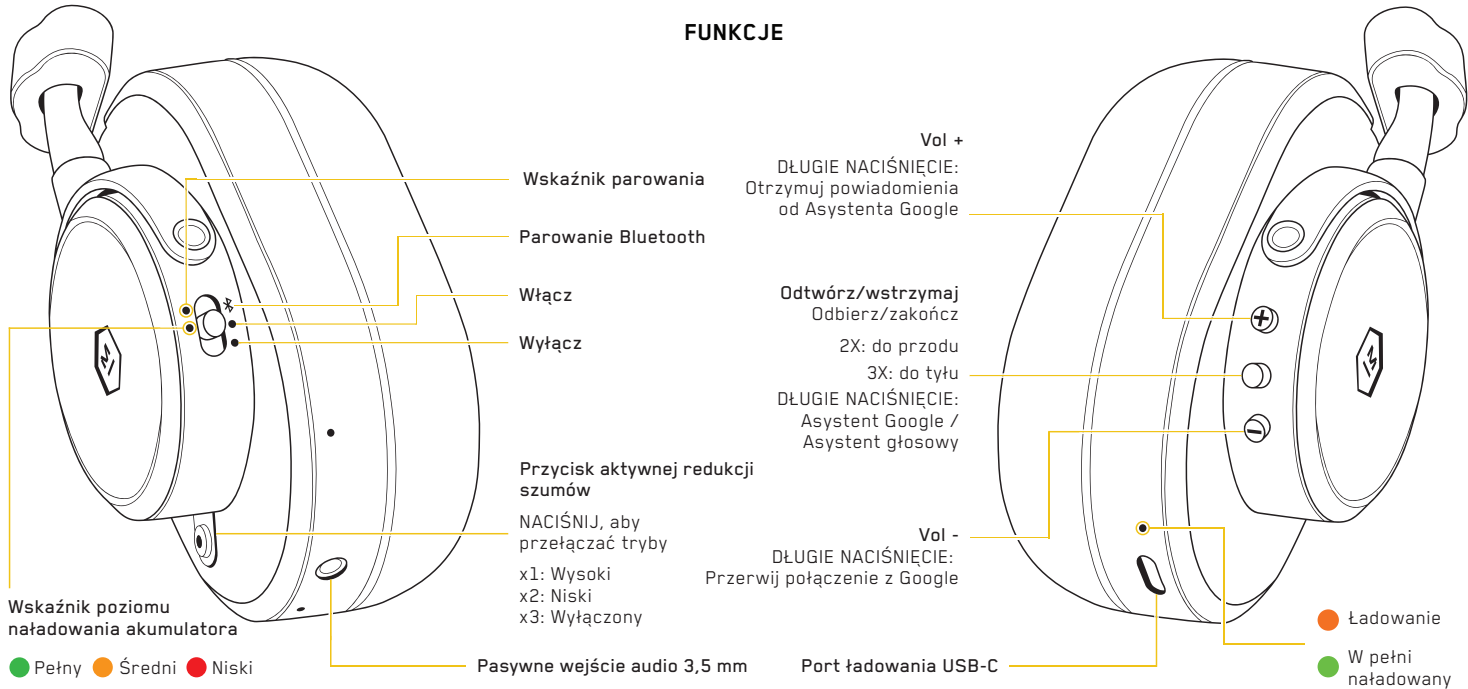 FUNKCJE
Wskaźnik parowania
Parowanie Bluetooth
Włącz
Wyłącz
Przycisk aktywnej redukcji
szumów
NACIŚNIJ, aby
przełączać tryby
x1: Wysoki
x2: Niski
x3: Wyłączony
Wskaźnik poziomu
naładowania akumulatora
Pełny Średni Niski
Pasywne wejście audio 3,5 mm
Vol +
DŁUGIE NACIŚNIĘCIE:
Otrzymuj powiadomienia
od Asystenta Google
Odtwórz/wstrzymaj
Odbierz/zakończ
2X: do przodu
3X: do tyłu
DŁUGIE NACIŚNIĘCIE:
Asystent Google /
Asystent głosowy
Vol -
DŁUGIE NACIŚNIĘCIE:
Przerwij połączenie z Google
Port ładowania USB-C
Ładowanie
W pełni
naładowany